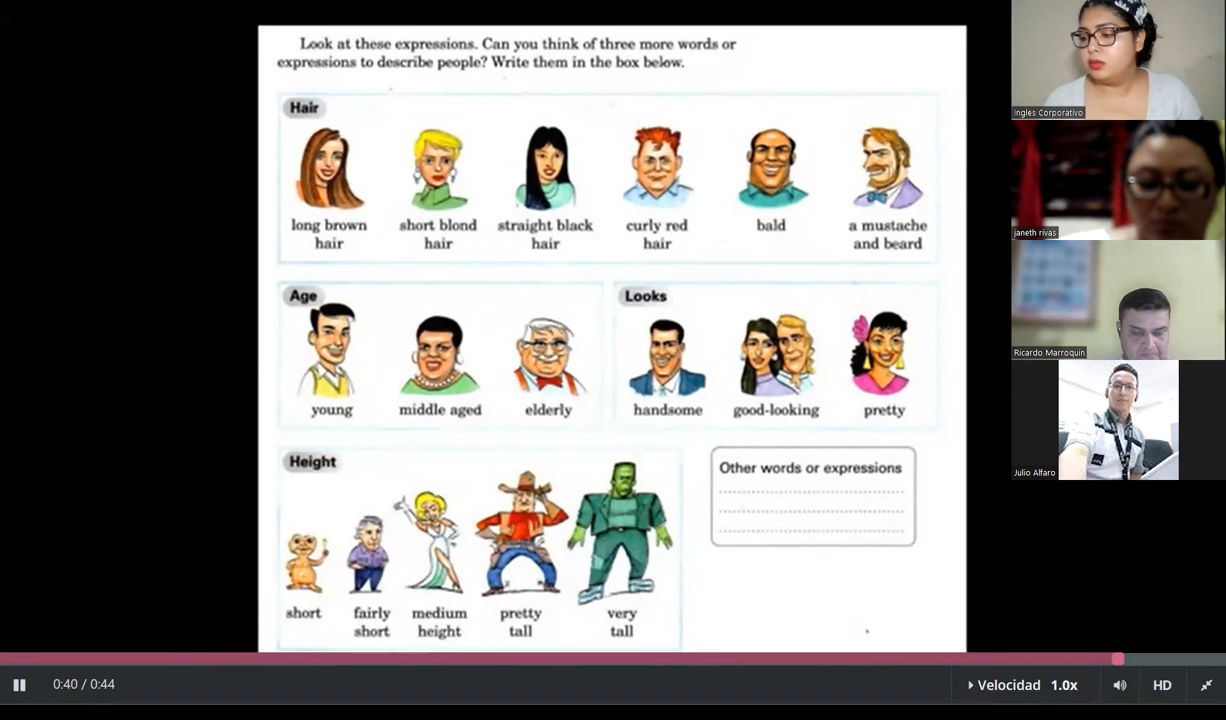 Look at these expressions. Can you think of three more words or
expressions to describe people? Write them in the box below.
Hair
long brown
hair
short blond
hair
straight black
hair
curly red
hair
bald
a mustache
and beard
Age
young
middle aged
elderly
Looks
handsome
good-looking
pretty
Height
short
fairly
short
medium
height
pretty
tall
very
tall
Other words or expressions
Ingles Corporativo
janeth rivas
Ricardo Marroquin
Julio Alfaro
0:40 / 0:44
Velocidad 1.0x
HD